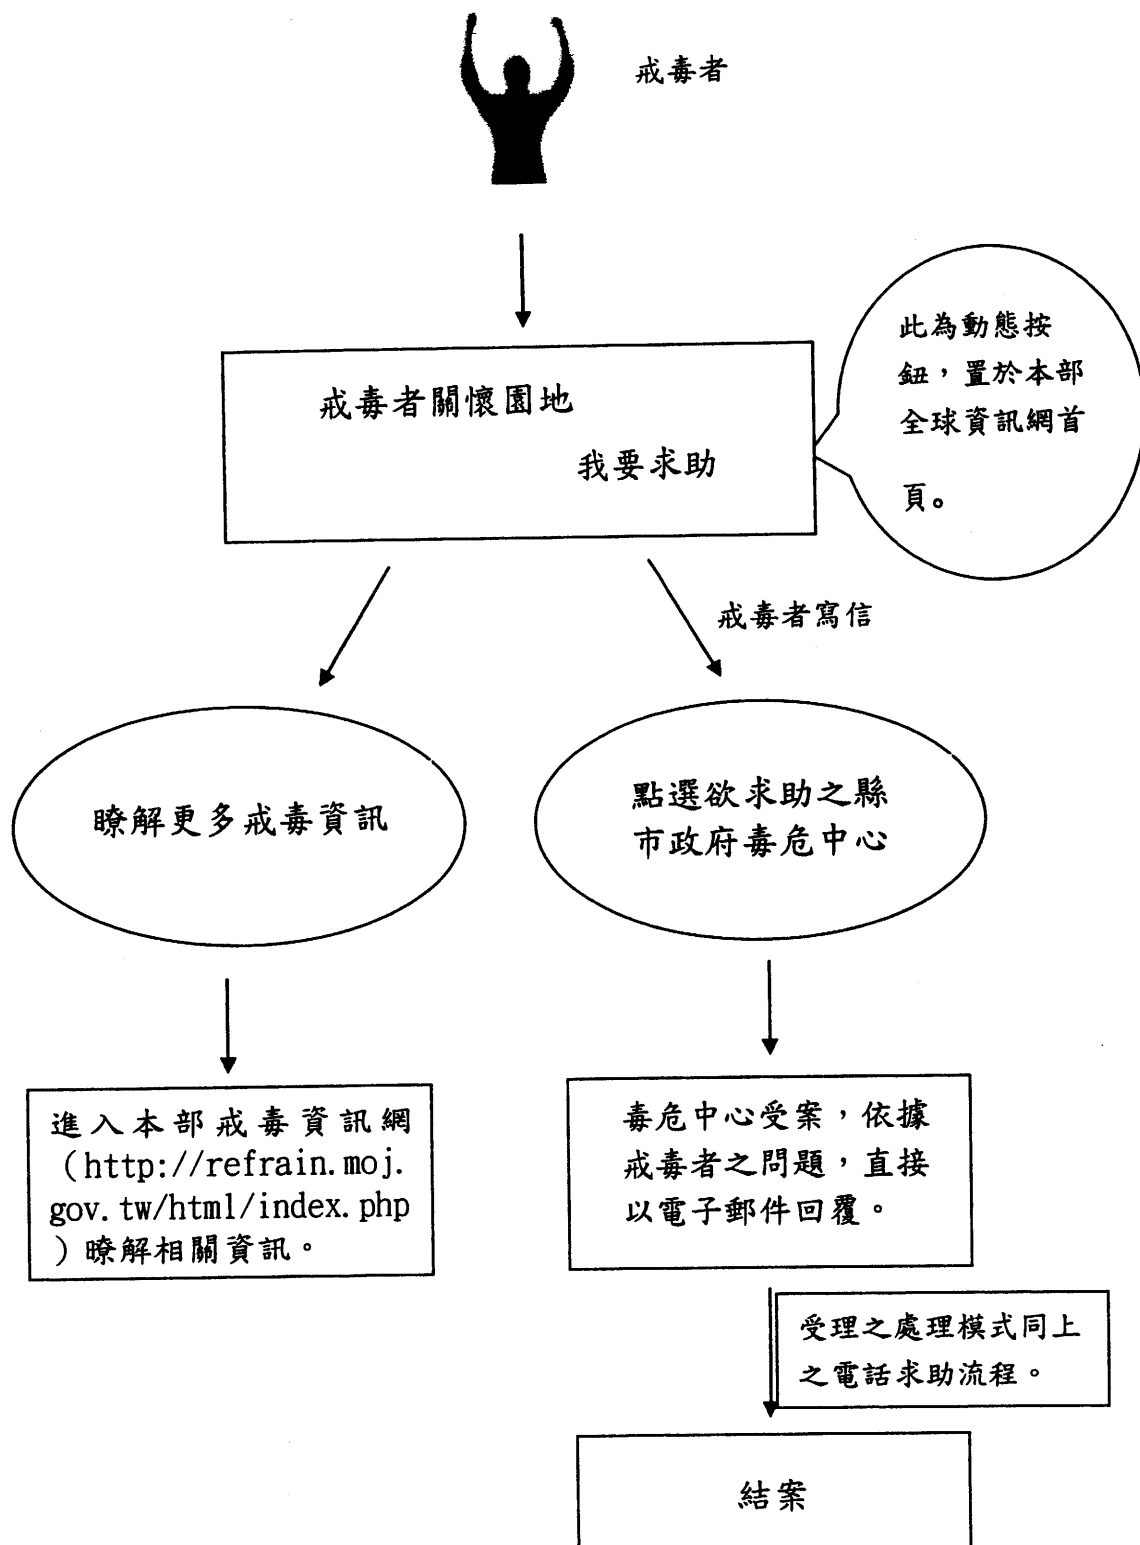 戒毒者
戒毒者關懷園地
我要求助
此為動態按
鈕，置於本部
全球資訊網首
頁。
戒毒者寫信
瞭解更多戒毒資訊
點選欲求助之縣
市政府毒危中心
進入本部戒毒資訊網
（http://refrain.moj.
gov.tw/html/index.php
）瞭解相關資訊。
毒危中心受案，依據
戒毒者之問題，直接
以電子郵件回覆。
受理之處理模式同上
之電話求助流程。
結案